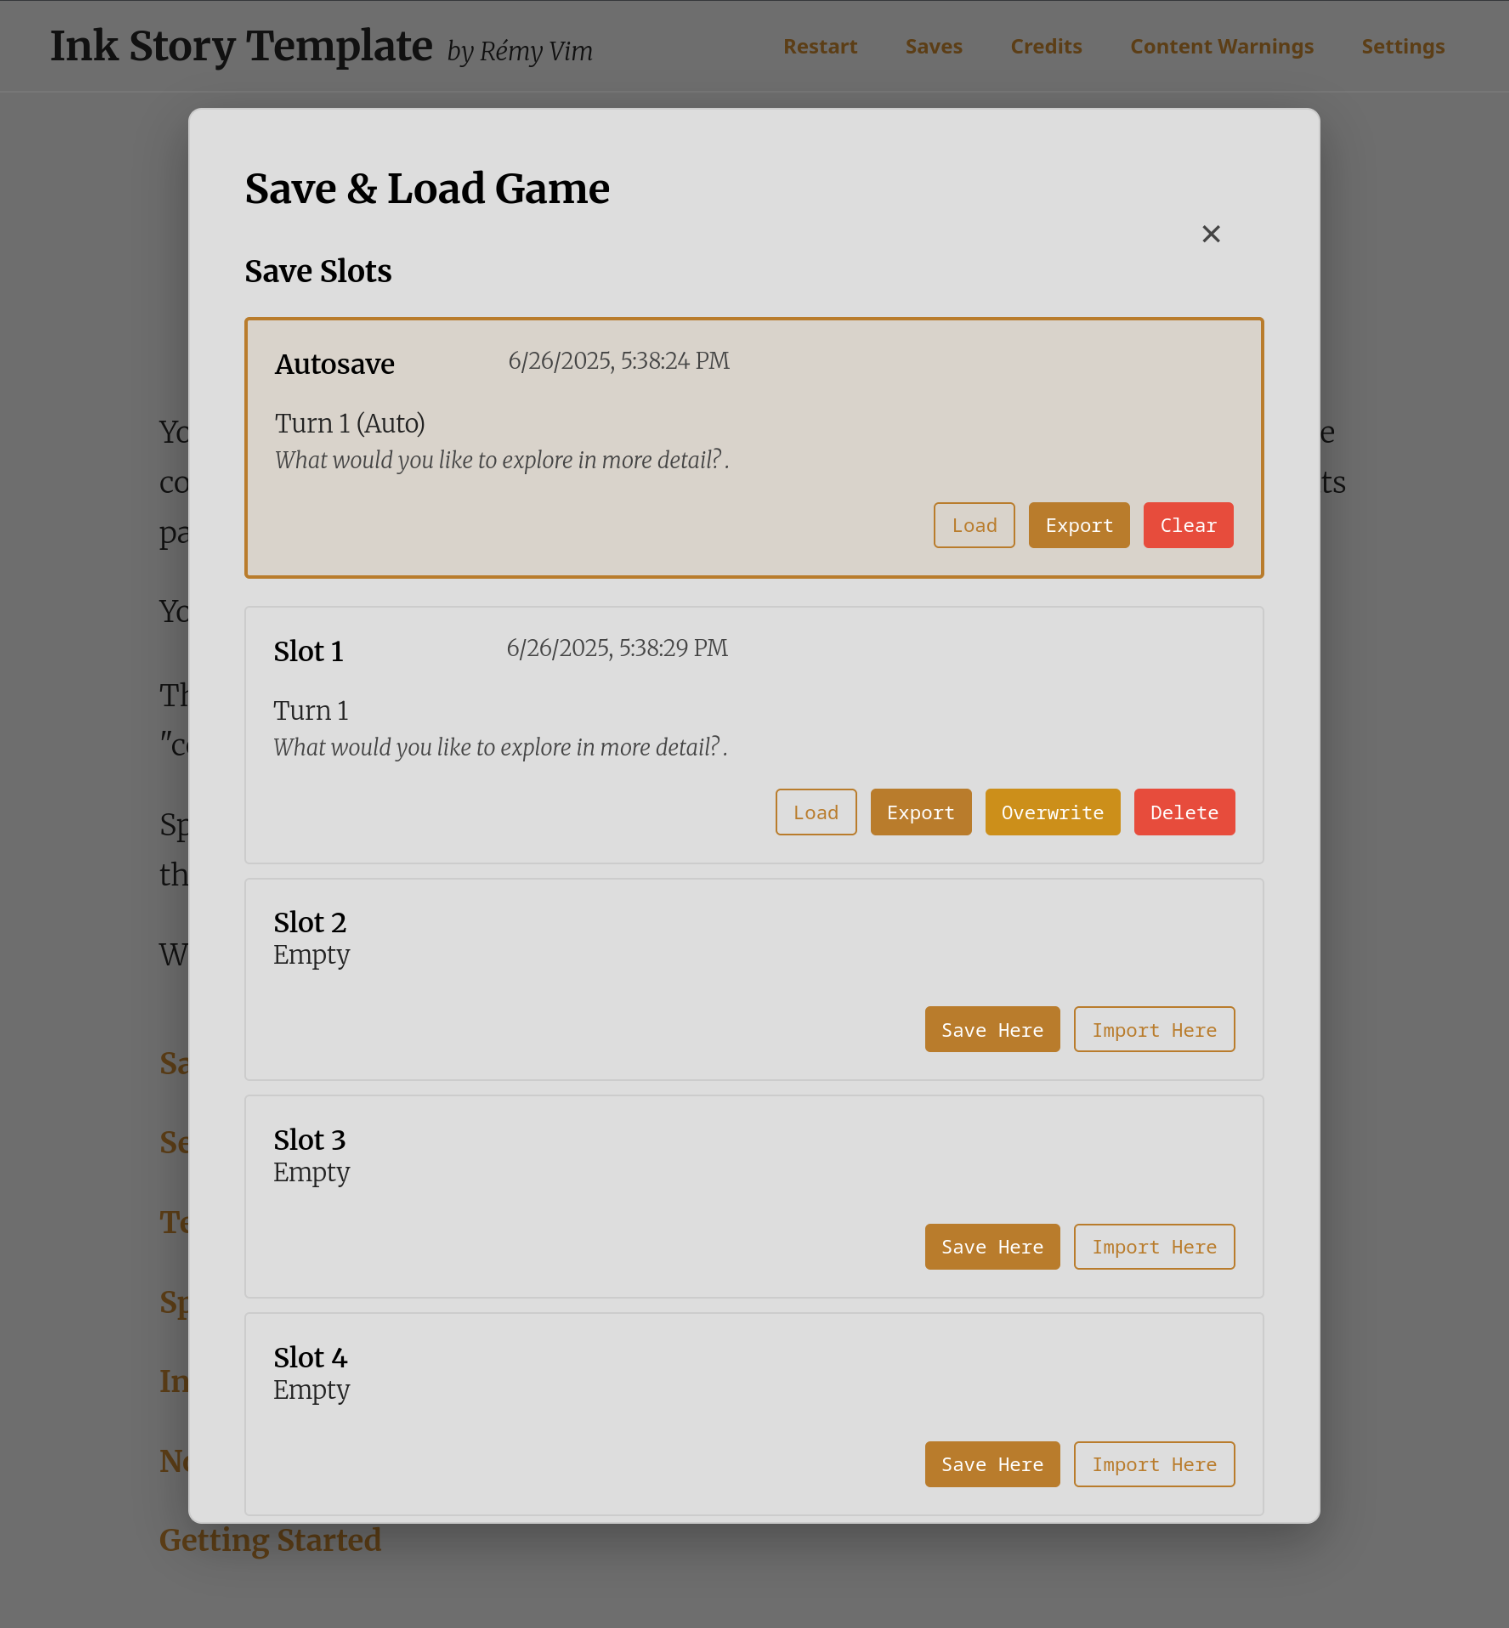 Ink Story Template by Rémy Vim
Restart Saves Credits Content Warnings Settings
Save & Load Game
×
Save Slots
Autosave 6/26/2025, 5:38:24 PM
Turn 1 (Auto)
What would you like to explore in more detail? .
Load Export Clear
Slot 1 6/26/2025, 5:38:29 PM
Turn 1
What would you like to explore in more detail? .
Load Export Overwrite Delete
Slot 2
Empty
Save Here Import Here
Slot 3
Empty
Save Here Import Here
Slot 4
Empty
Save Here Import Here
Getting Started